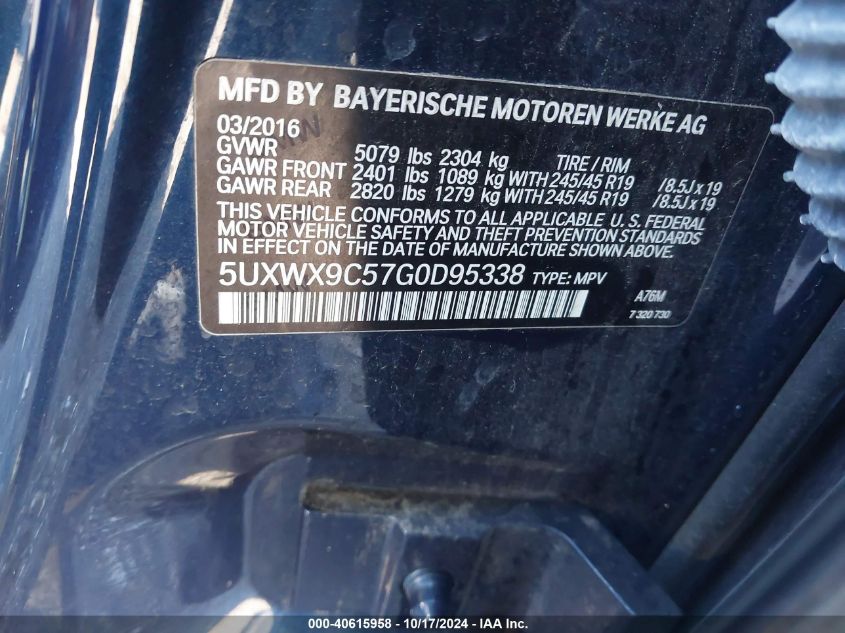 MFD BY BAYERISCHE MOTOREN WERKE AG
03/2016
GVWR 5079 lbs 2304 kg TIRE / RIM
GAWR FRONT 2401 lbs 1089 kg WITH 245/45 R19 /8.5J x 19
GAWR REAR 2820 lbs 1279 kg WITH 245/45 R19 /8.5J x 19
THIS VEHICLE CONFORMS TO ALL APPLICABLE U.S. FEDERAL
MOTOR VEHICLE SAFETY AND THEFT PREVENTION STANDARDS
IN EFFECT ON THE DATE OF MANUFACTURE SHOWN ABOVE.
5UXWX9C57G0D95338 TYPE: MPV
A76M
7 320 730
000-40615958 - 10/17/2024 - IAAI.com